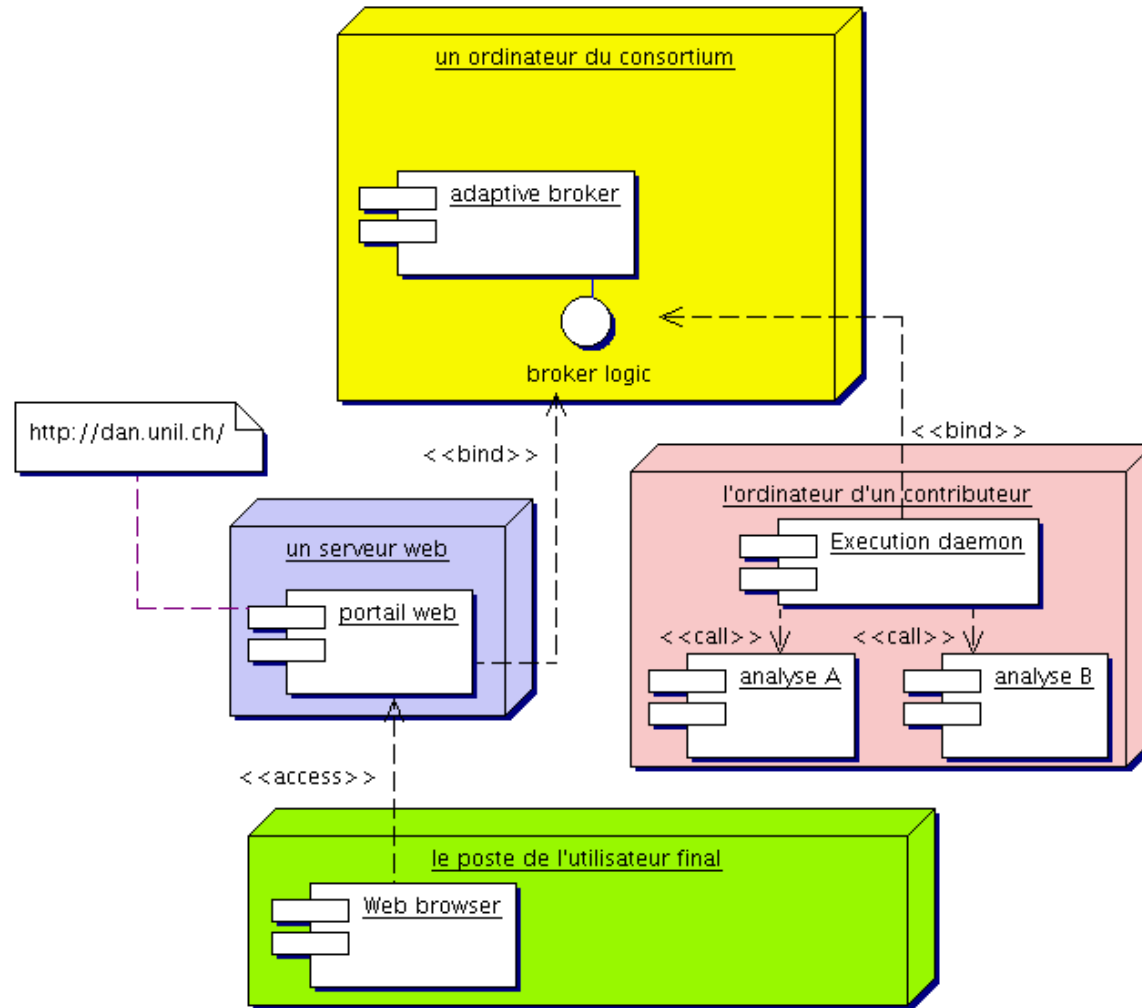 un ordinateur du consortium
adaptive broker
broker logic
http://dan.unil.ch/
<<bind>>
<<bind>>
l'ordinateur d'un contributeur
un serveur web
Execution daemon
portail web
<<call>>
<<call>>
analyse A
analyse B
<<access>>
le poste de l'utilisateur final
Web browser